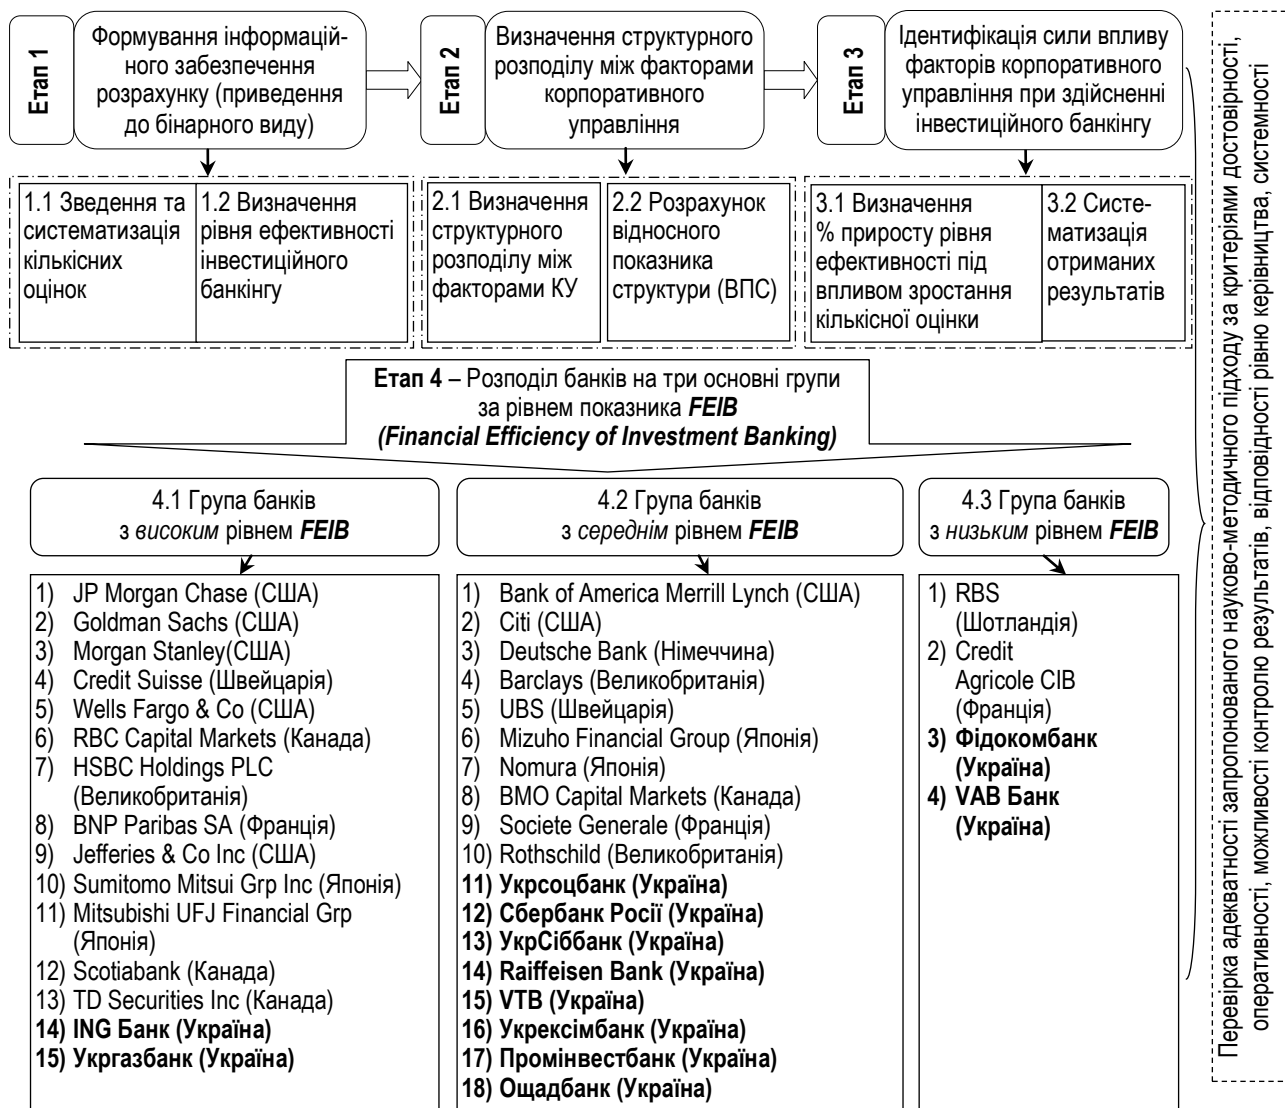 Етап 1
Формування інформацій-
ного забезпечення
розрахунку (приведення
до бінарного виду)
Етап 2
Визначення структурного
розподілу між факторами
корпоративного
управління
Етап 3
Ідентифікація сили впливу
факторів корпоративного
управління при здійсненні
інвестиційного банкінгу
1.1 Зведення та
систематизація
кількісних
оцінок
1.2 Визначення
рівня ефективності
інвестиційного
банкінгу
2.1 Визначення
структурного
розподілу між
факторами КУ
2.2 Розрахунок
відносного
показника
структури (ВПС)
3.1 Визначення
% приросту рівня
ефективності під
впливом зростання
кількісної оцінки
3.2 Систе-
матизація
отриманих
результатів
Етап 4 – Розподіл банків на три основні групи
за рівнем показника FEIB
(Financial Efficiency of Investment Banking)
4.1 Група банків
з високим рівнем FEIB
1) JP Morgan Chase (США)
2) Goldman Sachs (США)
3) Morgan Stanley(США)
4) Credit Suisse (Швейцарія)
5) Wells Fargo & Co (США)
6) RBC Capital Markets (Канада)
7) HSBC Holdings PLC
(Великобританія)
8) BNP Paribas SA (Франція)
9) Jefferies & Co Inc (США)
10) Sumitomo Mitsui Grp Inc (Японія)
11) Mitsubishi UFJ Financial Grp
(Японія)
12) Scotiabank (Канада)
13) TD Securities Inc (Канада)
14) ING Банк (Україна)
15) Укргазбанк (Україна)
4.2 Група банків
з середнім рівнем FEIB
1) Bank of America Merrill Lynch (США)
2) Citi (США)
3) Deutsche Bank (Німеччина)
4) Barclays (Великобританія)
5) UBS (Швейцарія)
6) Mizuho Financial Group (Японія)
7) Nomura (Японія)
8) BMO Capital Markets (Канада)
9) Societe Generale (Франція)
10) Rothschild (Великобританія)
11) Укрсоцбанк (Україна)
12) Сбербанк Росії (Україна)
13) УкрСіббанк (Україна)
14) Raiffeisen Bank (Україна)
15) VTB (Україна)
16) Укрексімбанк (Україна)
17) Промінвестбанк (Україна)
18) Ощадбанк (Україна)
4.3 Група банків
з низьким рівнем FEIB
1) RBS
(Шотландія)
2) Credit
Agricole CIB
(Франція)
3) Фідокомбанк
(Україна)
4) VAB Банк
(Україна)
Перевірка адекватності запропонованого науково-методичного підходу за критеріями достовірності,
оперативності, можливості контролю результатів, відповідності рівню керівництва, системності